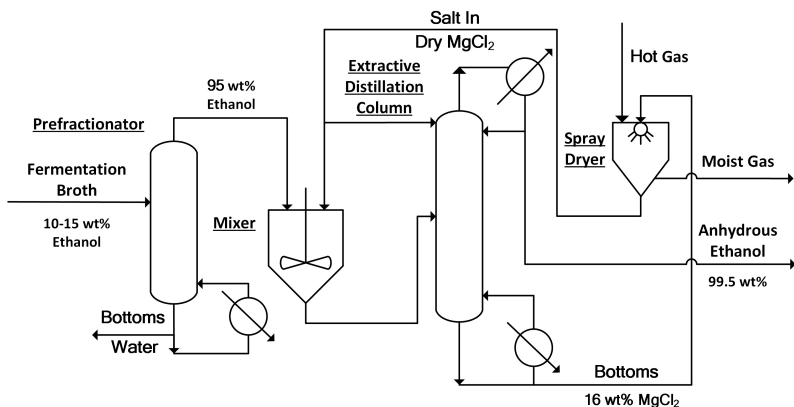 Salt In
Dry MgCl2
Hot Gas
Extractive
Distillation
Column
95 wt%
Ethanol
Prefractionator
Spray
Dryer
Fermentation
Broth
Moist Gas
10-15 wt%
Ethanol
Mixer
Anhydrous
Ethanol
99.5 wt%
Bottoms
Water
Bottoms
16 wt% MgCl2